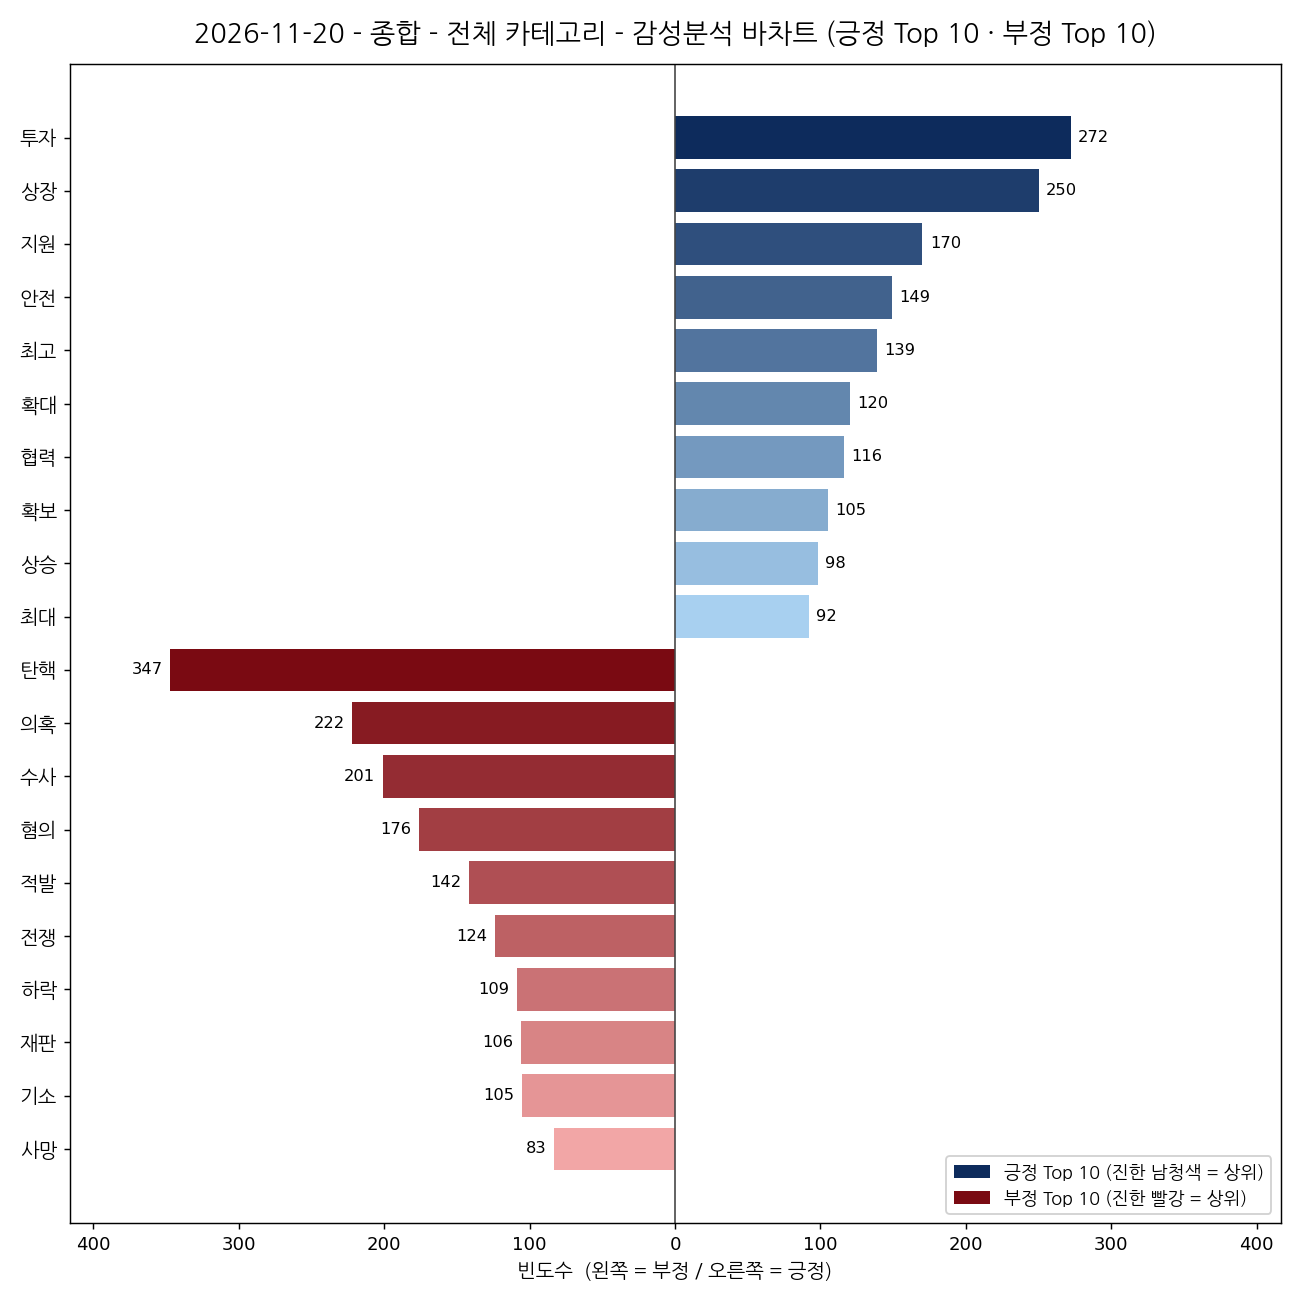 2026-11-20 - 종합 - 전체 카테고리 - 감성분석 바차트 (긍정 Top 10 · 부정 Top 10)
투자 272
상장 250
지원 170
안전 149
최고 139
확대 120
협력 116
확보 105
상승 98
최대 92
탄핵 347
의혹 222
수사 201
혐의 176
적발 142
전쟁 124
하락 109
재판 106
기소 105
사망 83
긍정 Top 10 (진한 남청색 = 상위)
부정 Top 10 (진한 빨강 = 상위)
400 300 200 100 0 100 200 300 400
빈도수 (왼쪽 = 부정 / 오른쪽 = 긍정)